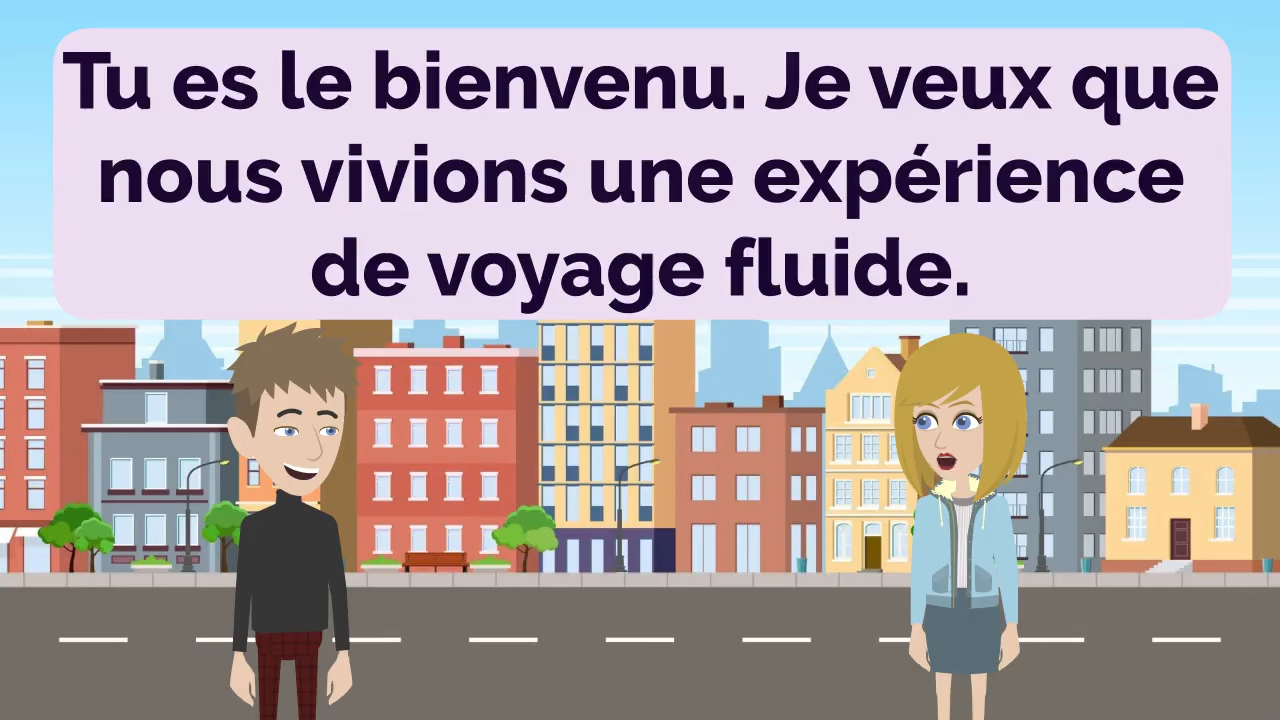 Tu es le bienvenu. Je veux que
nous vivions une expérience
de voyage fluide.